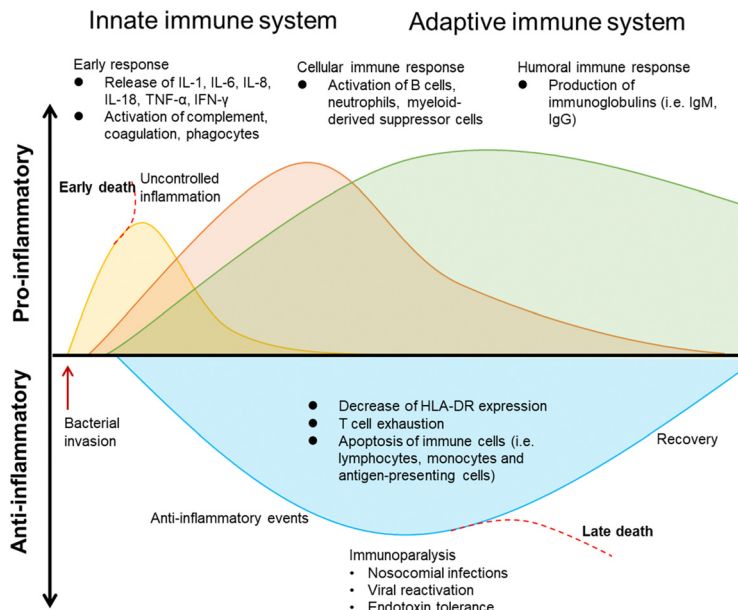 Innate immune system
Adaptive immune system
Early response
● Release of IL-1, IL-6, IL-8,
IL-18, TNF-α, IFN-γ
● Activation of complement,
coagulation, phagocytes
Cellular immune response
● Activation of B cells,
neutrophils, myeloid-
derived suppressor cells
Humoral immune response
● Production of
immunoglobulins (i.e. IgM,
IgG)
Pro-inflammatory
Early death
Uncontrolled
inflammation
Bacterial
invasion
Anti-inflammatory
● Decrease of HLA-DR expression
● T cell exhaustion
● Apoptosis of immune cells (i.e.
lymphocytes, monocytes and
antigen-presenting cells)
Recovery
Anti-inflammatory events
Late death
Immunoparalysis
• Nosocomial infections
• Viral reactivation
• Endotoxin tolerance